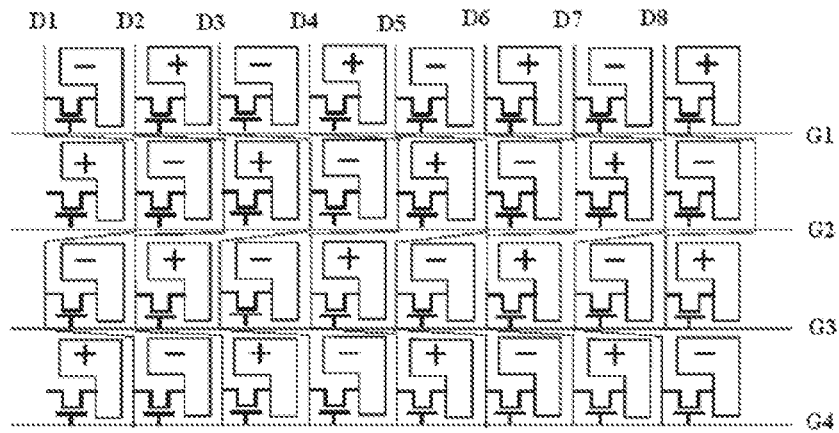 D1 D2 D3 D4 D5 D6 D7 D8
− + − + − + − +
G1
+ − + − + − + −
G2
− + − + − + − +
G3
+ − + − + − + −
G4